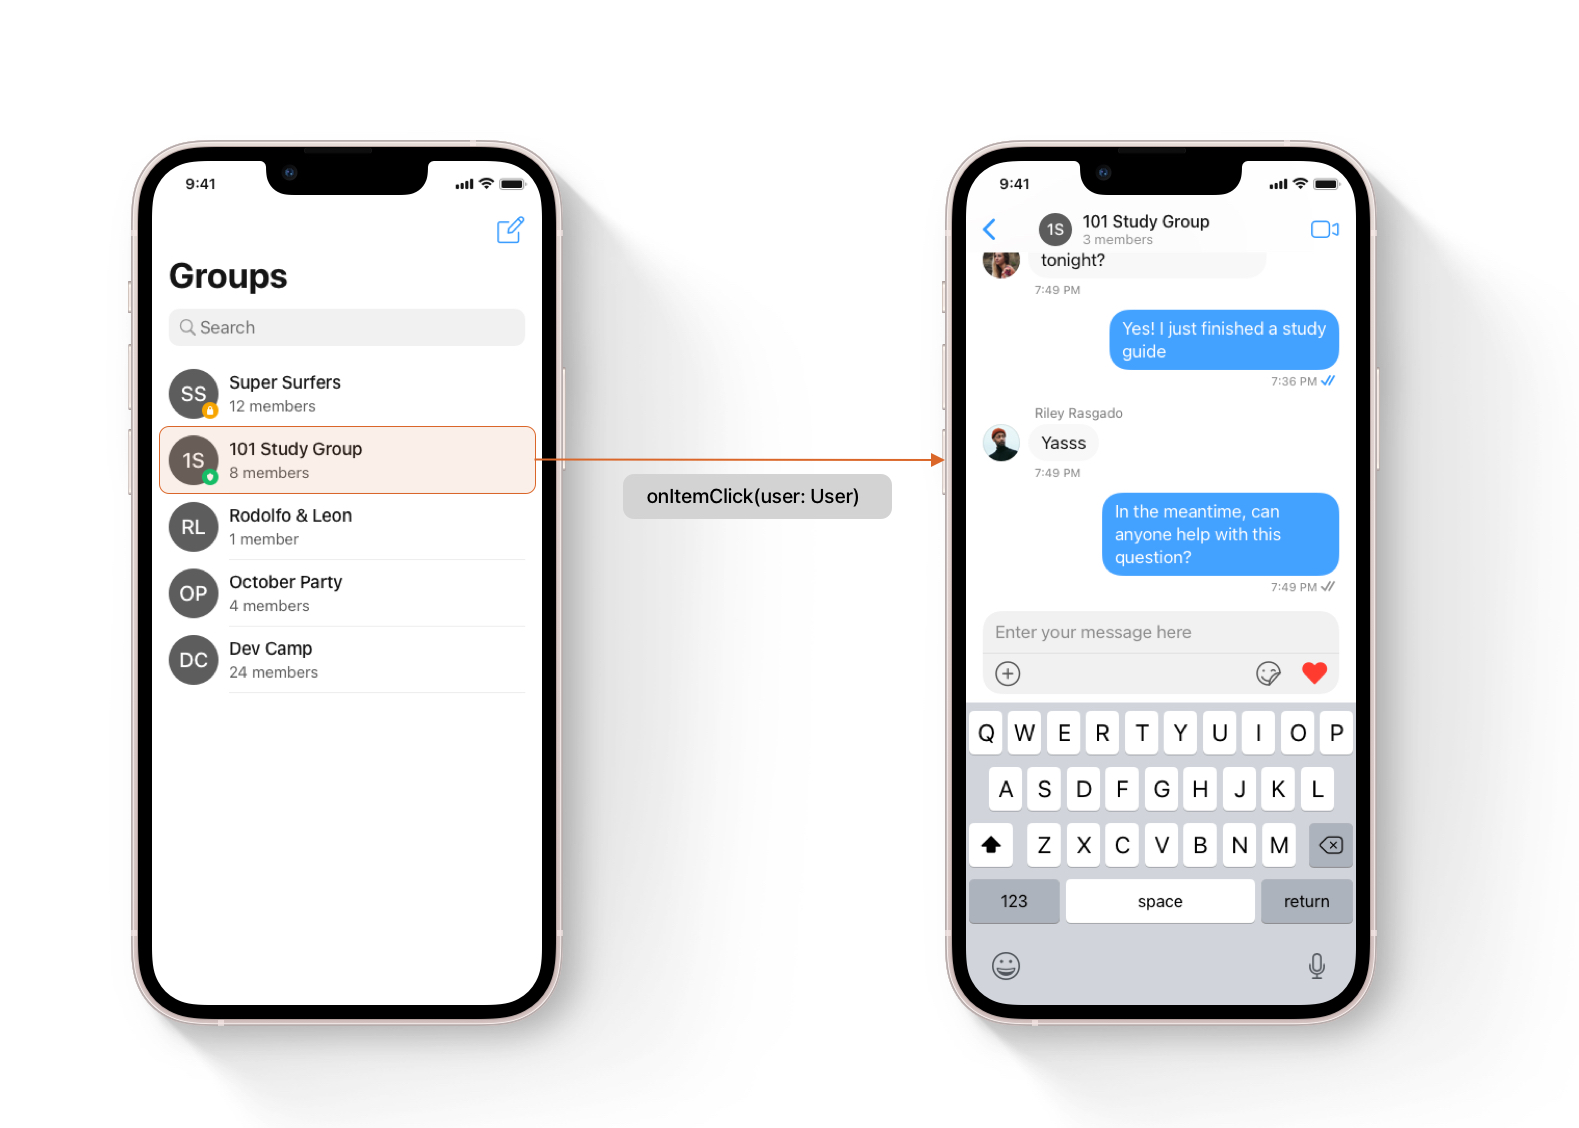 9:41
Groups
Search
SS
Super Surfers
12 members
1S
101 Study Group
8 members
RL
Rodolfo & Leon
1 member
OP
October Party
4 members
DC
Dev Camp
24 members
onItemClick(user: User)
9:41
1S
101 Study Group
3 members
tonight?
7:49 PM
Yes! I just finished a study
guide
7:36 PM
Riley Rasgado
Yasss
7:49 PM
In the meantime, can
anyone help with this
question?
7:49 PM
Enter your message here
Q W E R T Y U I O P
A S D F G H J K L
Z X C V B N M
123 space return